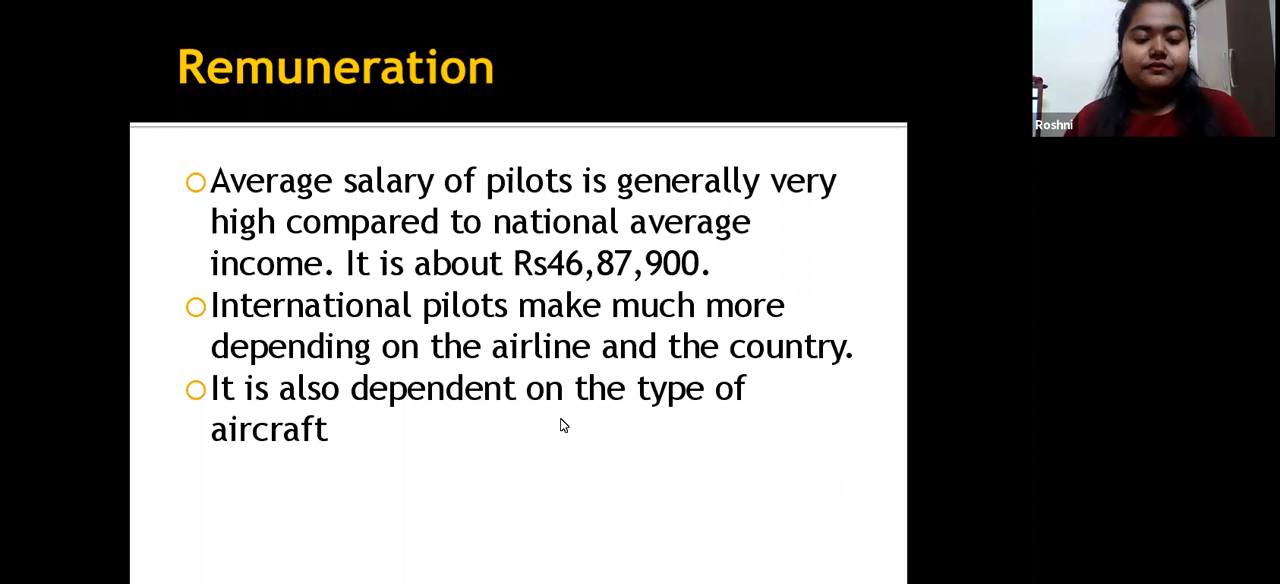 Remuneration
Roshni
Average salary of pilots is generally very
high compared to national average
income. It is about Rs46,87,900.
International pilots make much more
depending on the airline and the country.
It is also dependent on the type of
aircraft